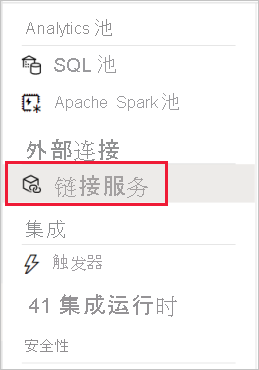 Analytics 池
SQL 池
Apache Spark池
外部连接
链接服务
集成
触发器
41 集成运行时
安全性